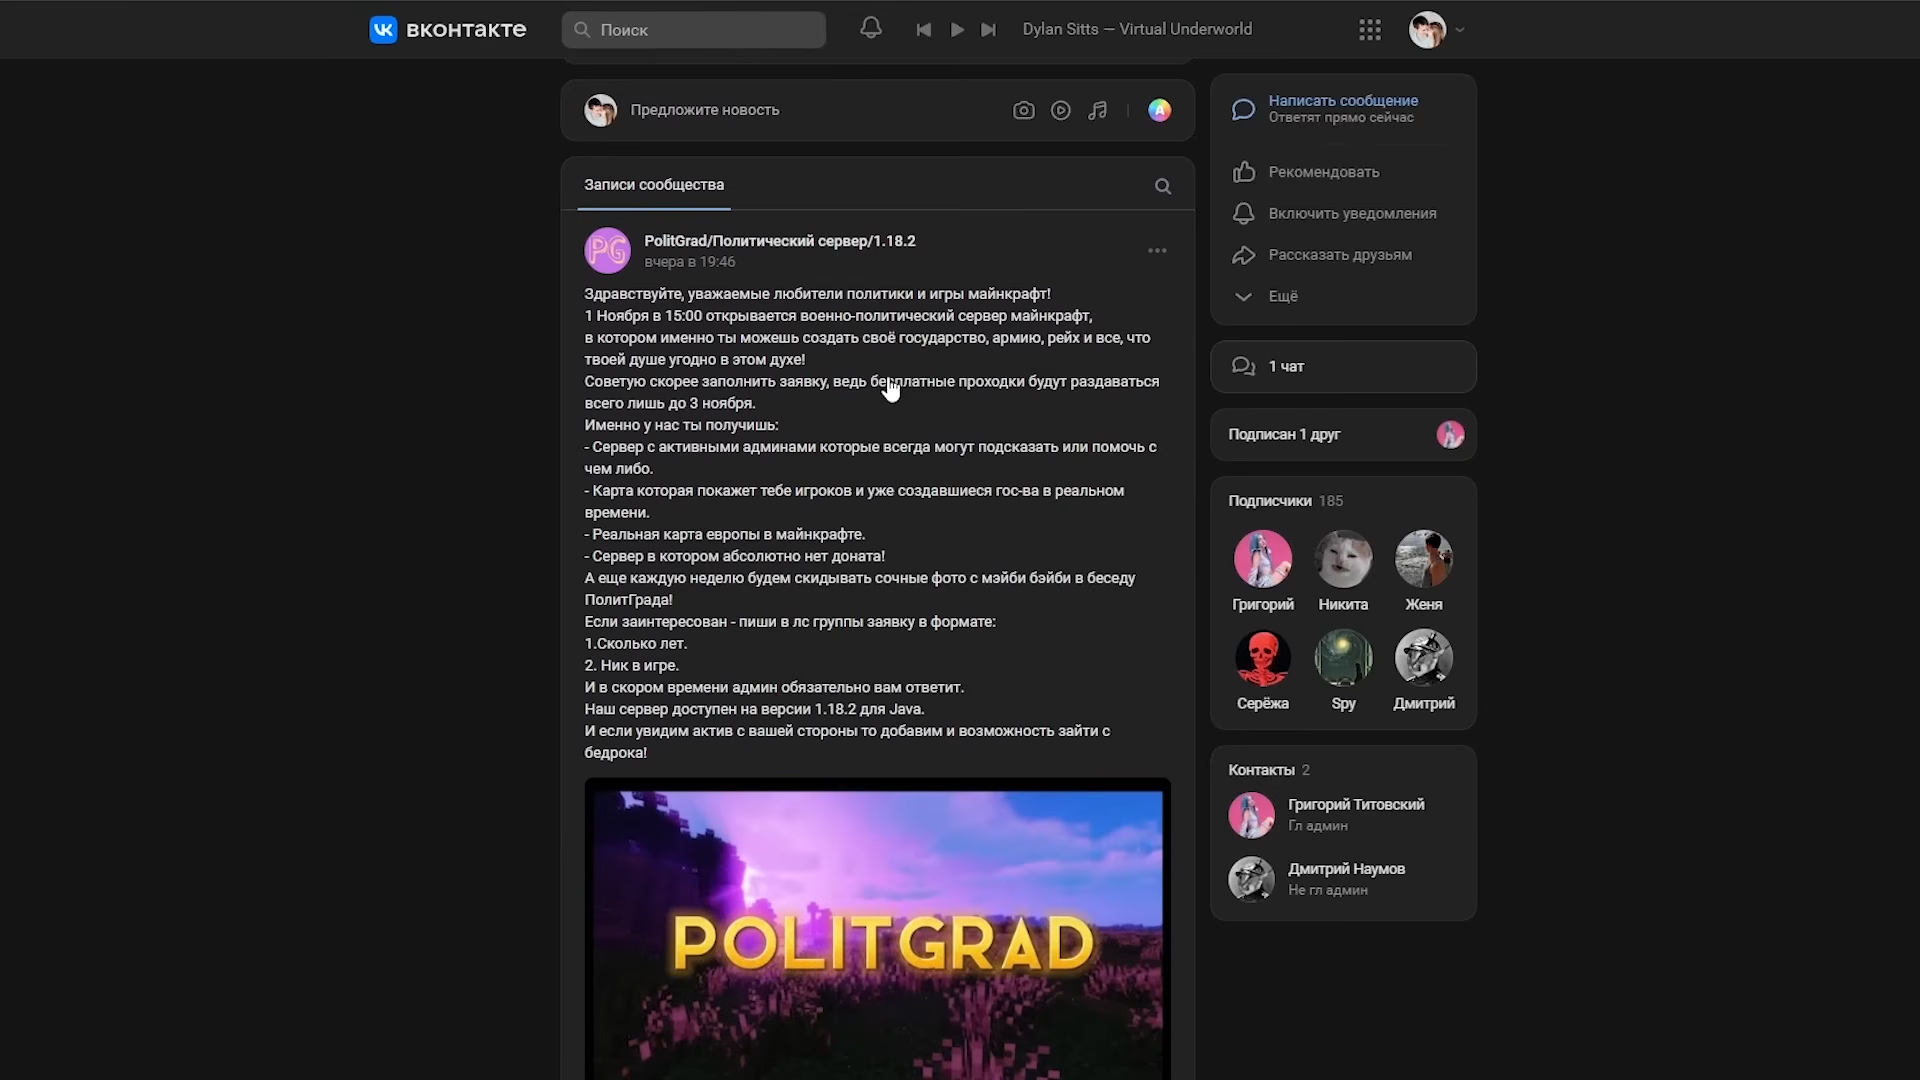 вконтакте
Поиск
Dylan Sitts — Virtual Underworld
Предложите новость
Записи сообщества
PG
PolitGrad/Политический сервер/1.18.2
вчера в 19:46
Здравствуйте, уважаемые любители политики и игры майнкрафт!
1 Ноября в 15:00 открывается военно-политический сервер майнкрафт,
в котором именно ты можешь создать своё государство, армию, рейх и все, что
твоей душе угодно в этом духе!
Советую скорее заполнить заявку, ведь бесплатные проходки будут раздаваться
всего лишь до 3 ноября.
Именно у нас ты получишь:
- Сервер с активными админами которые всегда могут подсказать или помочь с
чем либо.
- Карта которая покажет тебе игроков и уже создавшиеся гос-ва в реальном
времени.
- Реальная карта европы в майнкрафте.
- Сервер в котором абсолютно нет доната!
А еще каждую неделю будем скидывать сочные фото с мэйби бэйби в беседу
ПолитГрада!
Если заинтересован - пиши в лс группы заявку в формате:
1.Сколько лет.
2. Ник в игре.
И в скором времени админ обязательно вам ответит.
Наш сервер доступен на версии 1.18.2 для Java.
И если увидим актив с вашей стороны то добавим и возможность зайти с
бедрока!
POLITGRAD
Написать сообщение
Ответят прямо сейчас
Рекомендовать
Включить уведомления
Рассказать друзьям
Ещё
1 чат
Подписан 1 друг
Подписчики 185
Григорий Никита Женя
Серёжа Spy Дмитрий
Контакты 2
Григорий Титовский
Гл админ
Дмитрий Наумов
Не гл админ